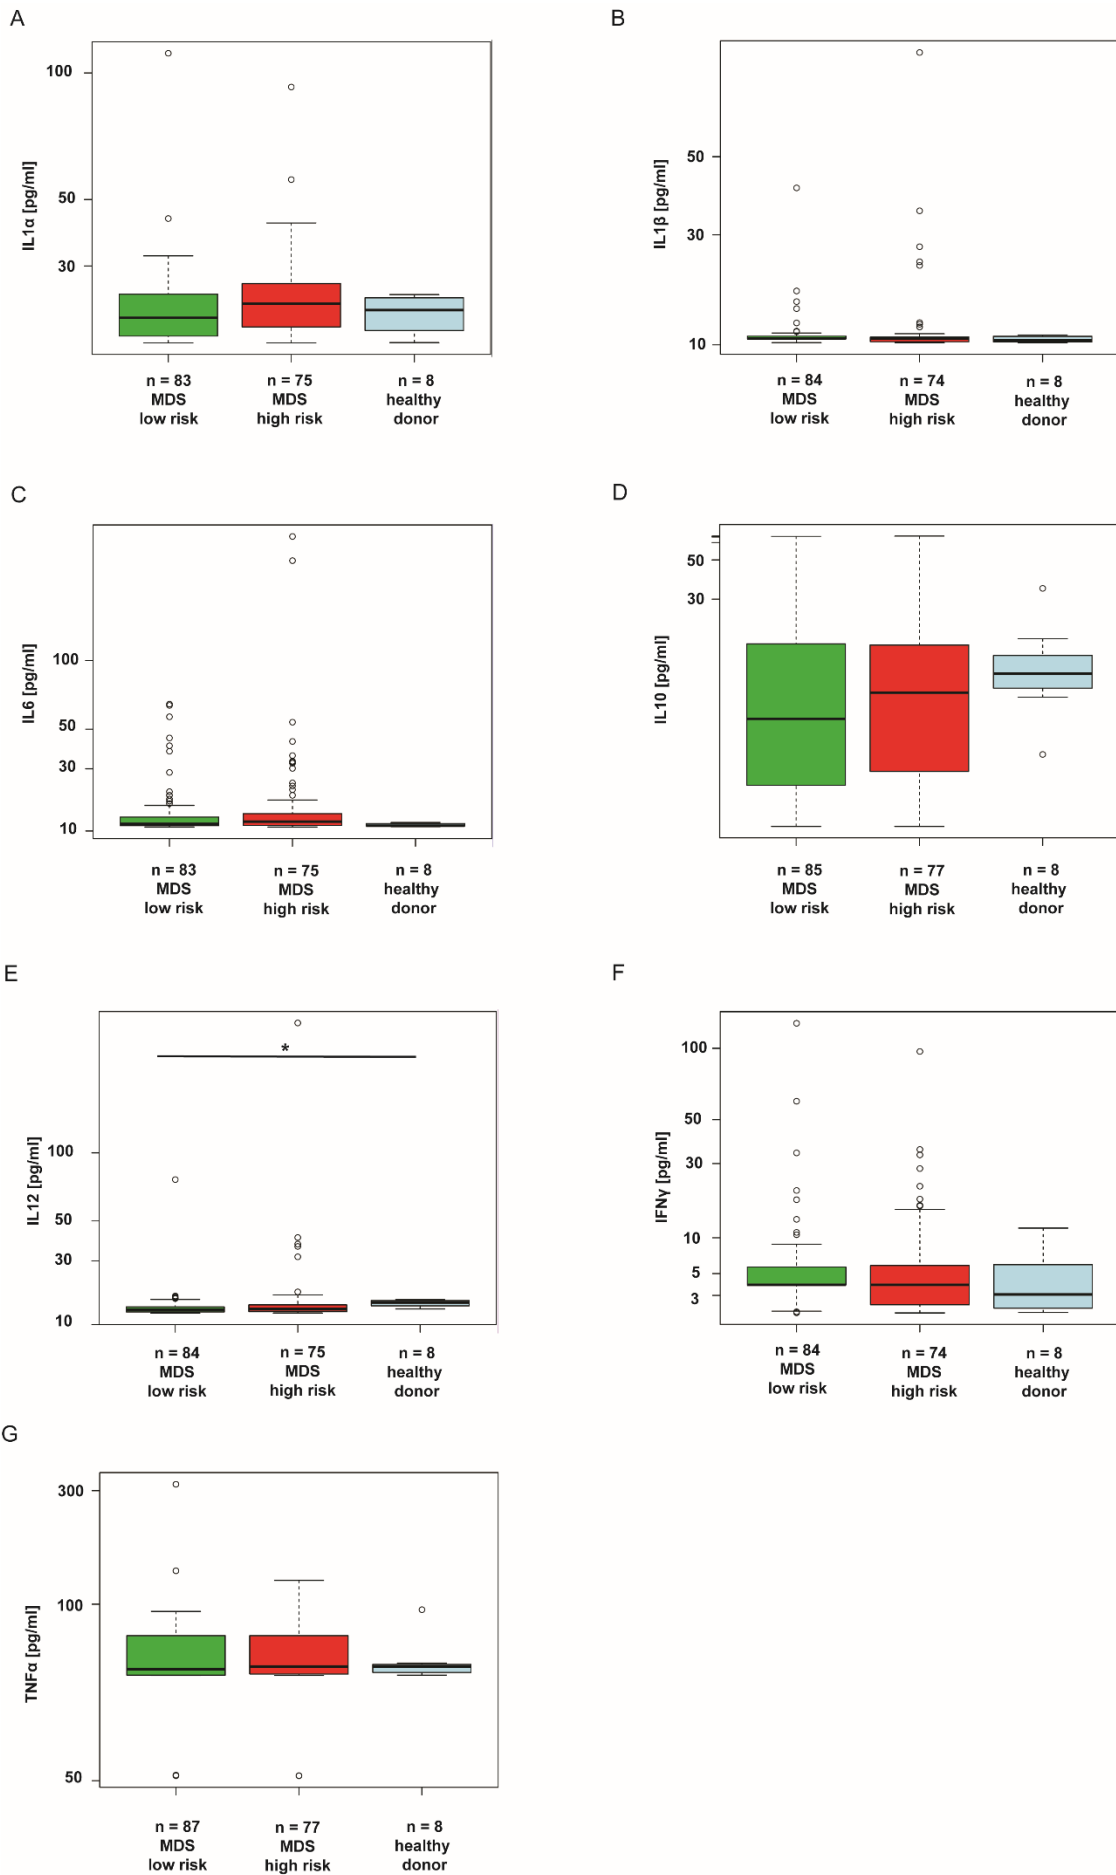 A
IL1α [pg/ml]
100
50
30
n = 83
MDS
low risk
n = 75
MDS
high risk
n = 8
healthy
donor
B
IL1β [pg/ml]
50
30
10
n = 84
MDS
low risk
n = 74
MDS
high risk
n = 8
healthy
donor
C
IL6 [pg/ml]
100
50
30
10
n = 83
MDS
low risk
n = 75
MDS
high risk
n = 8
healthy
donor
D
IL10 [pg/ml]
50
30
n = 85
MDS
low risk
n = 77
MDS
high risk
n = 8
healthy
donor
E
IL12 [pg/ml]
100
50
30
10
*
n = 84
MDS
low risk
n = 75
MDS
high risk
n = 8
healthy
donor
F
IFNγ [pg/ml]
100
50
30
10
5
3
n = 84
MDS
low risk
n = 74
MDS
high risk
n = 8
healthy
donor
G
TNFα [pg/ml]
300
100
50
n = 87
MDS
low risk
n = 77
MDS
high risk
n = 8
healthy
donor